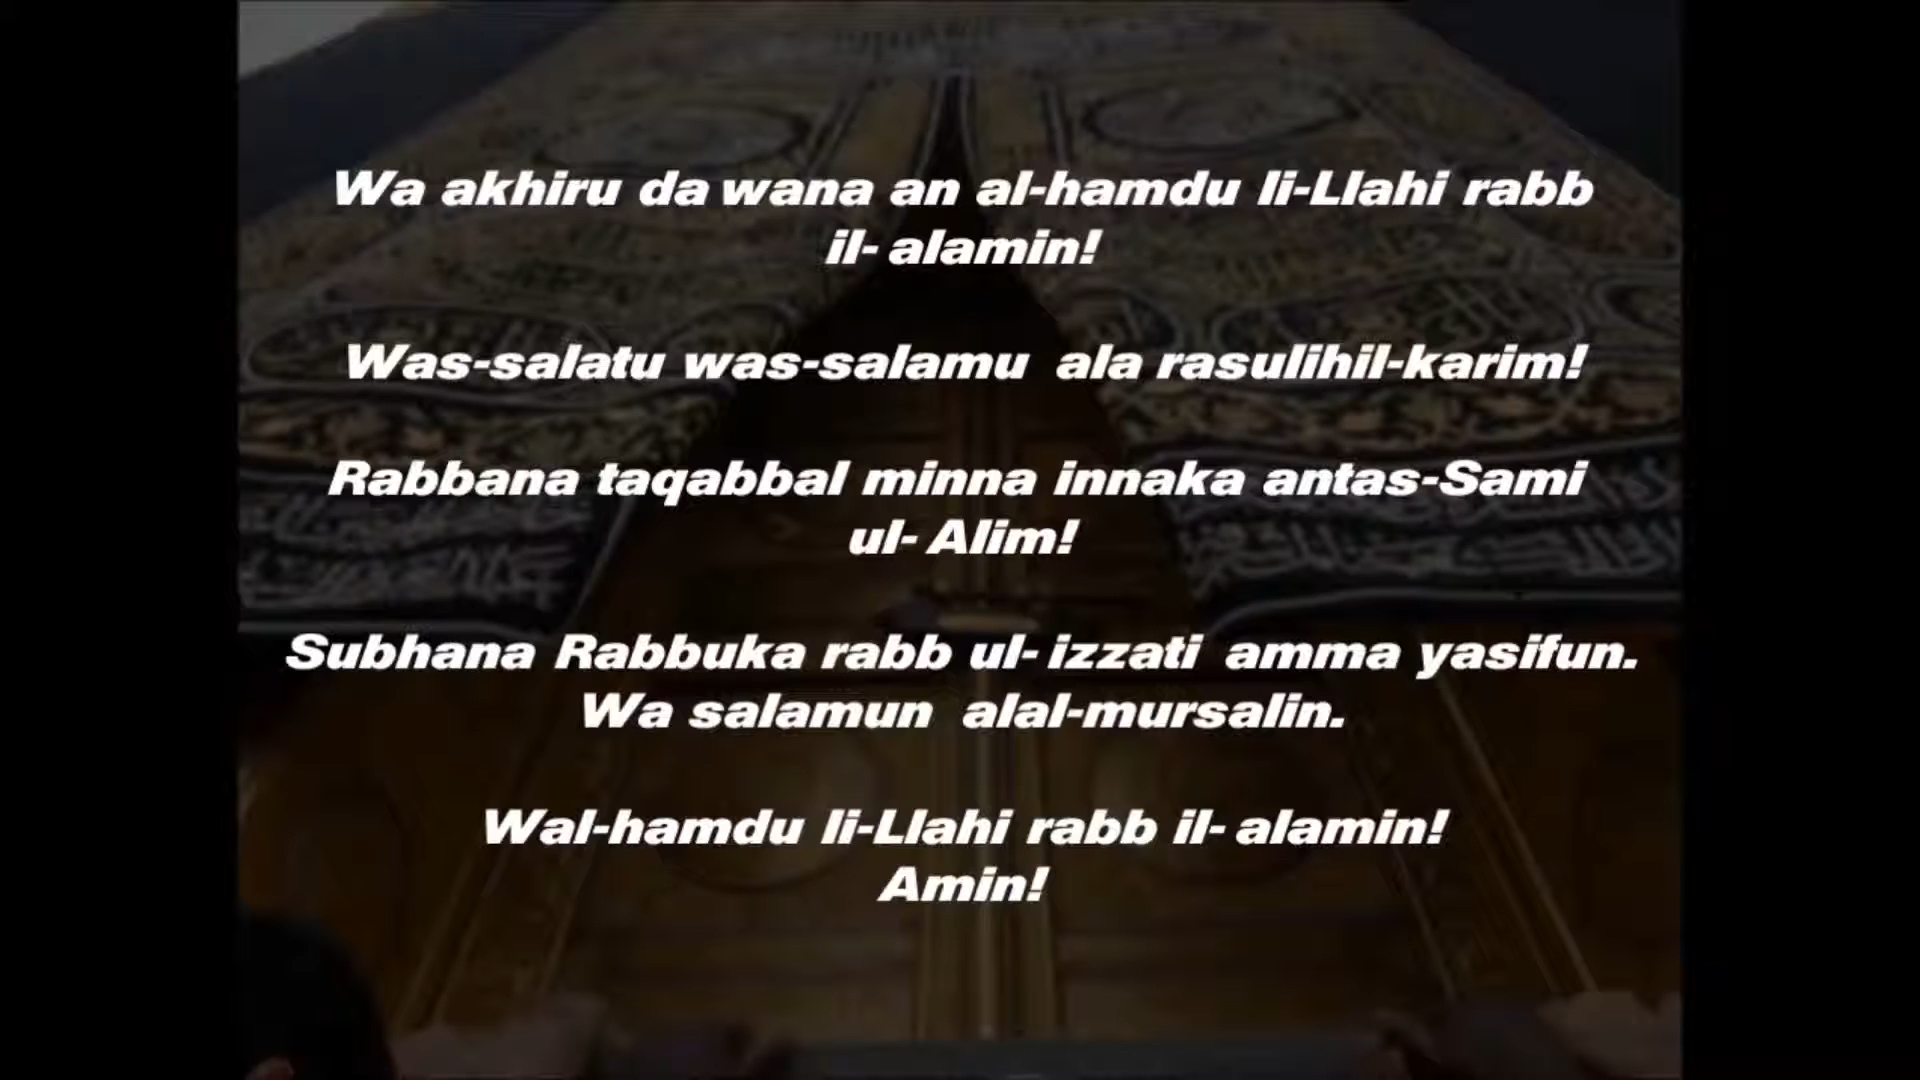 Wa akhiru da wana an al-hamdu li-Llahi rabb
il- alamin!
Was-salatu was-salamu  ala rasulihil-karim!
Rabbana taqabbal minna innaka antas-Sami
ul- Alim!
Subhana Rabbuka rabb ul- izzati  amma yasifun.
Wa salamun  alal-mursalin.
Wal-hamdu li-Llahi rabb il- alamin!
Amin!